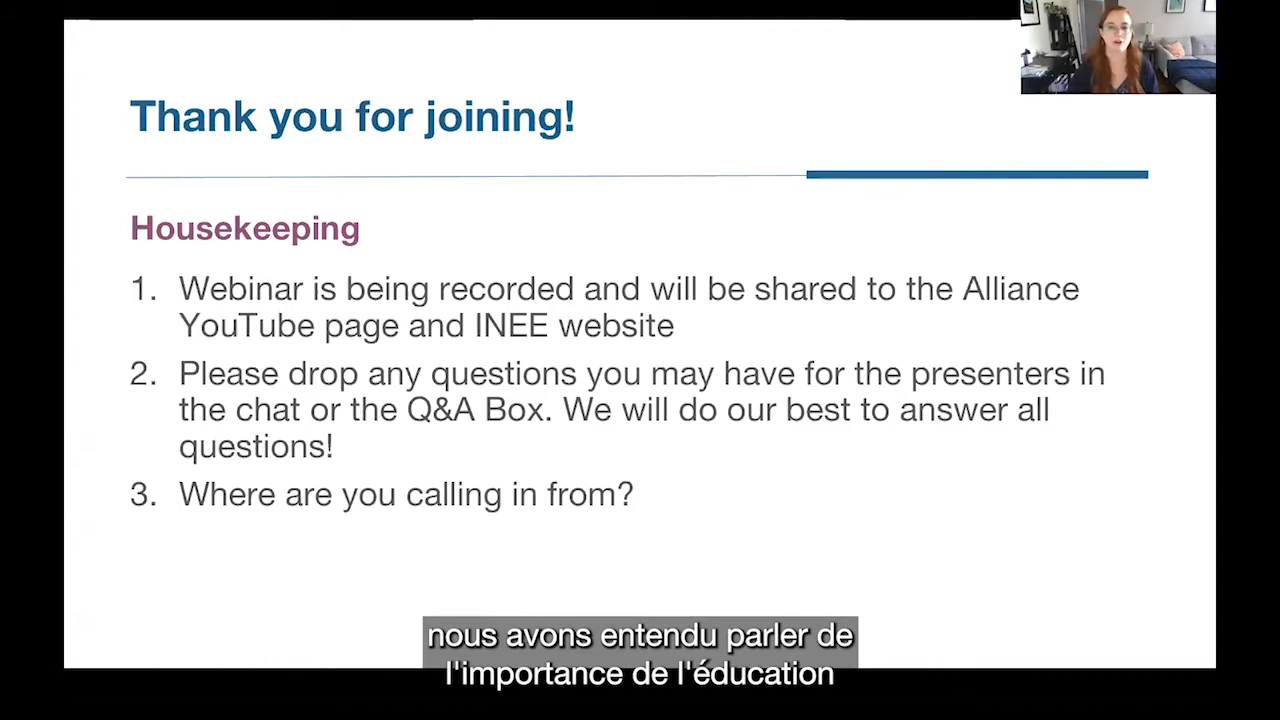 Thank you for joining!
Housekeeping
1. Webinar is being recorded and will be shared to the Alliance
YouTube page and INEE website
2. Please drop any questions you may have for the presenters in
the chat or the Q&A Box. We will do our best to answer all
questions!
3. Where are you calling in from?
nous avons entendu parler de
l'importance de l'éducation